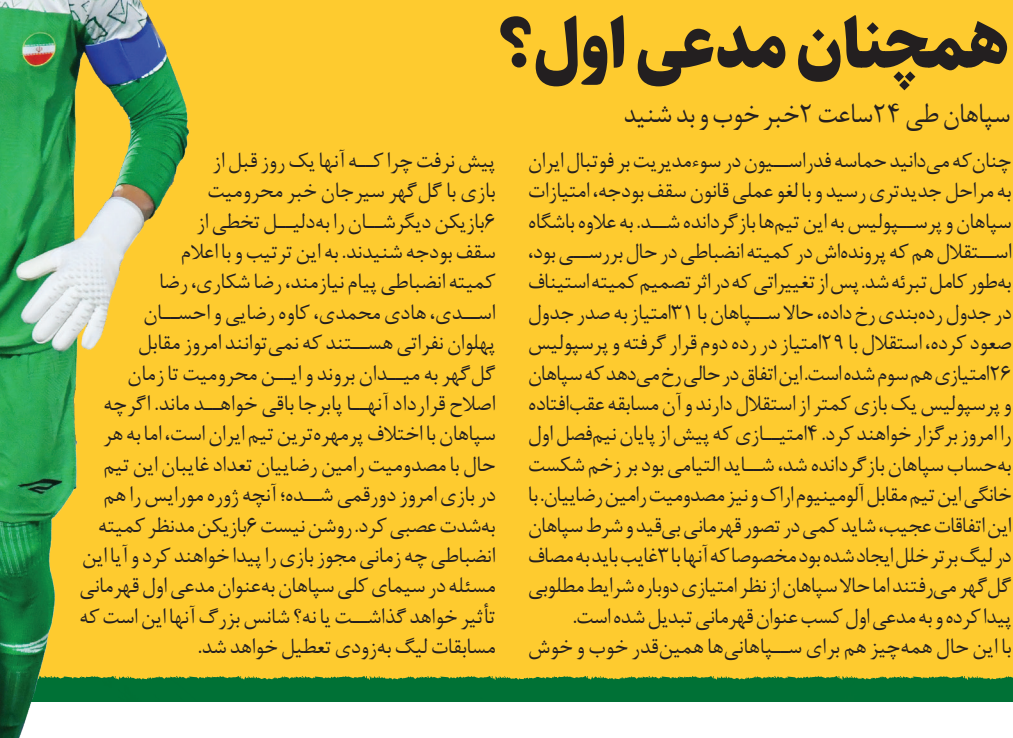 همچنان مدعی اول؟
سپاهان طی ۲۴ساعت ۲خبر خوب و بد شنید
چنان‌که می‌دانید حماسه فدراسیون در سوءمدیریت بر فوتبال ایران
به مراحل جدیدتری رسید و با لغو عملی قانون سقف بودجه، امتیازات
سپاهان و پرسپولیس به این تیم‌ها بازگردانده شد. به علاوه باشگاه
استقلال هم که پرونده‌اش در کمیته انضباطی در حال بررسی بود،
به‌طور کامل تبرئه شد. پس از تغییراتی که در اثر تصمیم کمیته استیناف
در جدول رده‌بندی رخ داده، حالا سپاهان با ۳۱امتیاز به صدر جدول
صعود کرده، استقلال با ۲۹امتیاز در رده دوم قرار گرفته و پرسپولیس
۲۶امتیازی هم سوم شده است. این اتفاق در حالی رخ می‌دهد که سپاهان
و پرسپولیس یک بازی کمتر از استقلال دارند و آن مسابقه عقب‌افتاده
را امروز برگزار خواهند کرد. ۴امتیازی که پیش از پایان نیم‌فصل اول
به‌حساب سپاهان بازگردانده شد، شاید التیامی بود بر زخم شکست
خانگی این تیم مقابل آلومینیوم اراک و نیز مصدومیت رامین رضاییان. با
این اتفاقات عجیب، شاید کمی در تصور قهرمانی بی‌قید و شرط سپاهان
در لیگ برتر خلل ایجاد شده بود مخصوصا که آنها با ۳غایب باید به مصاف
گل‌گهر می‌رفتند اما حالا سپاهان از نظر امتیازی دوباره شرایط مطلوبی
پیدا کرده و به مدعی اول کسب عنوان قهرمانی تبدیل شده است.
با این حال همه‌چیز هم برای سپاهانی‌ها همین‌قدر خوب و خوش
پیش نرفت چرا که آنها یک روز قبل از
بازی با گل‌گهر سیرجان خبر محرومیت
۶بازیکن دیگرشان را به‌دلیل تخطی از
سقف بودجه شنیدند. به این ترتیب و با اعلام
کمیته انضباطی پیام نیازمند، رضا شکاری، رضا
اسدی، هادی محمدی، کاوه رضایی و احسان
پهلوان نفراتی هستند که نمی‌توانند امروز مقابل
گل‌گهر به میدان بروند و این محرومیت تا زمان
اصلاح قرارداد آنها پابرجا باقی خواهد ماند. اگرچه
سپاهان با اختلاف پرمهره‌ترین تیم ایران است، اما به هر
حال با مصدومیت رامین رضاییان تعداد غایبان این تیم
در بازی امروز دورقمی شده؛ آنچه ژوزه مورایس را هم
به‌شدت عصبی کرد. روشن نیست ۶بازیکن مدنظر کمیته
انضباطی چه زمانی مجوز بازی را پیدا خواهند کرد و آیا این
مسئله در سیمای کلی سپاهان به‌عنوان مدعی اول قهرمانی
تأثیر خواهد گذاشت یا نه؟ شانس بزرگ آنها این است که
مسابقات لیگ به‌زودی تعطیل خواهد شد.